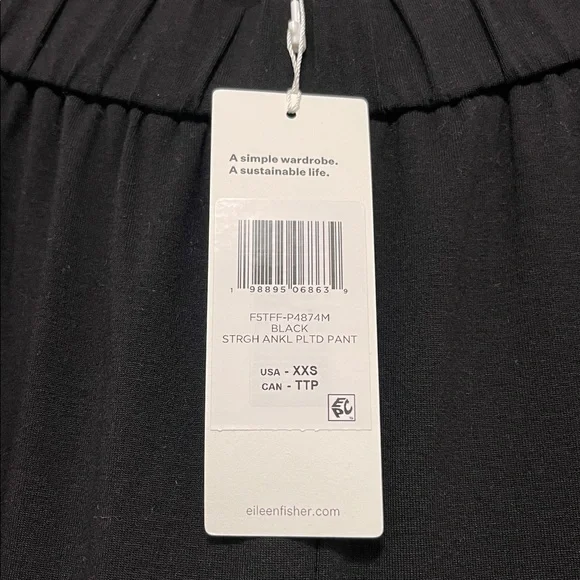 A simple wardrobe.
A sustainable life.
1 98895 06863 9
F5TFF-P4874M
BLACK
STRGH ANKL PLTD PANT
USA - XXS
CAN - TTP
EPC
eileenfisher.com